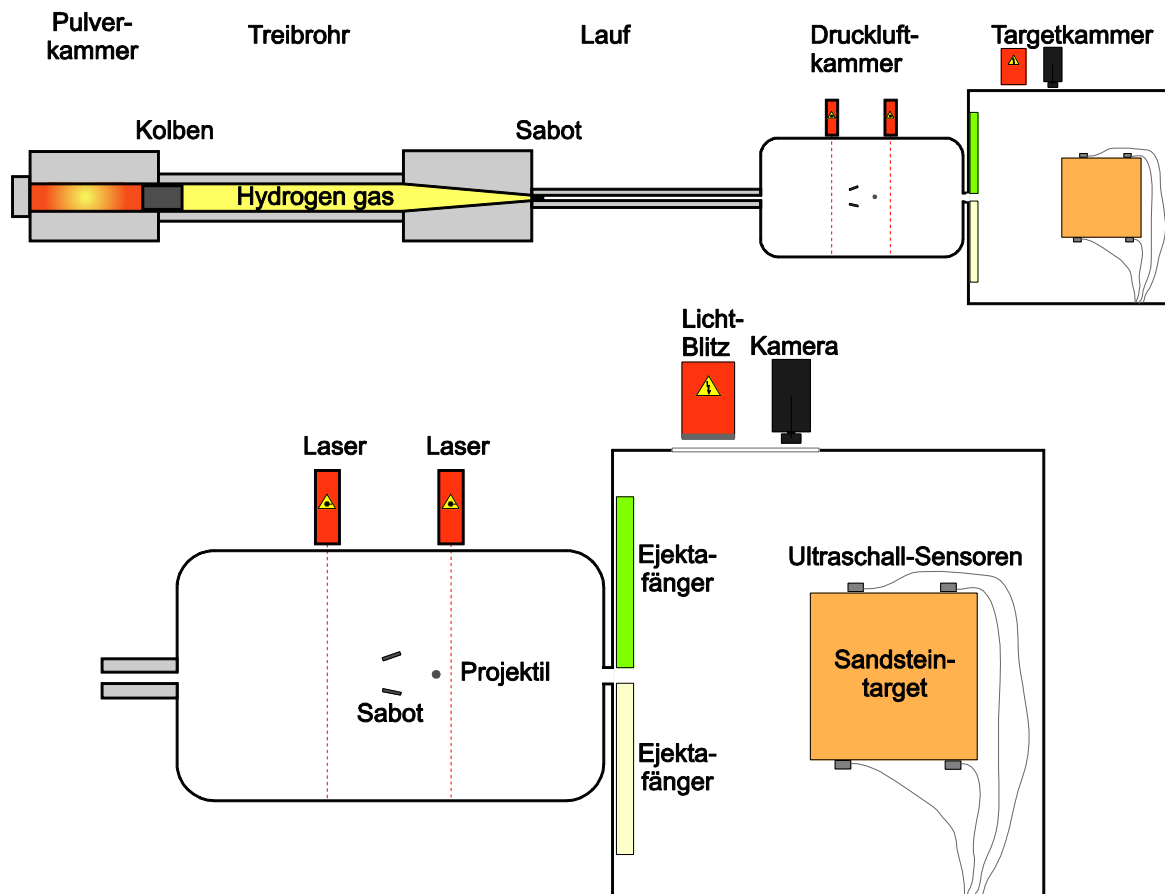 Pulver-
kammer
Treibrohr
Lauf
Druckluft-
kammer
Targetkammer
Kolben
Sabot
Hydrogen gas
Licht-
Blitz
Kamera
Laser
Laser
Ejekta-
fänger
Ultraschall-Sensoren
Projektil
Sandstein-
target
Sabot
Ejekta-
fänger